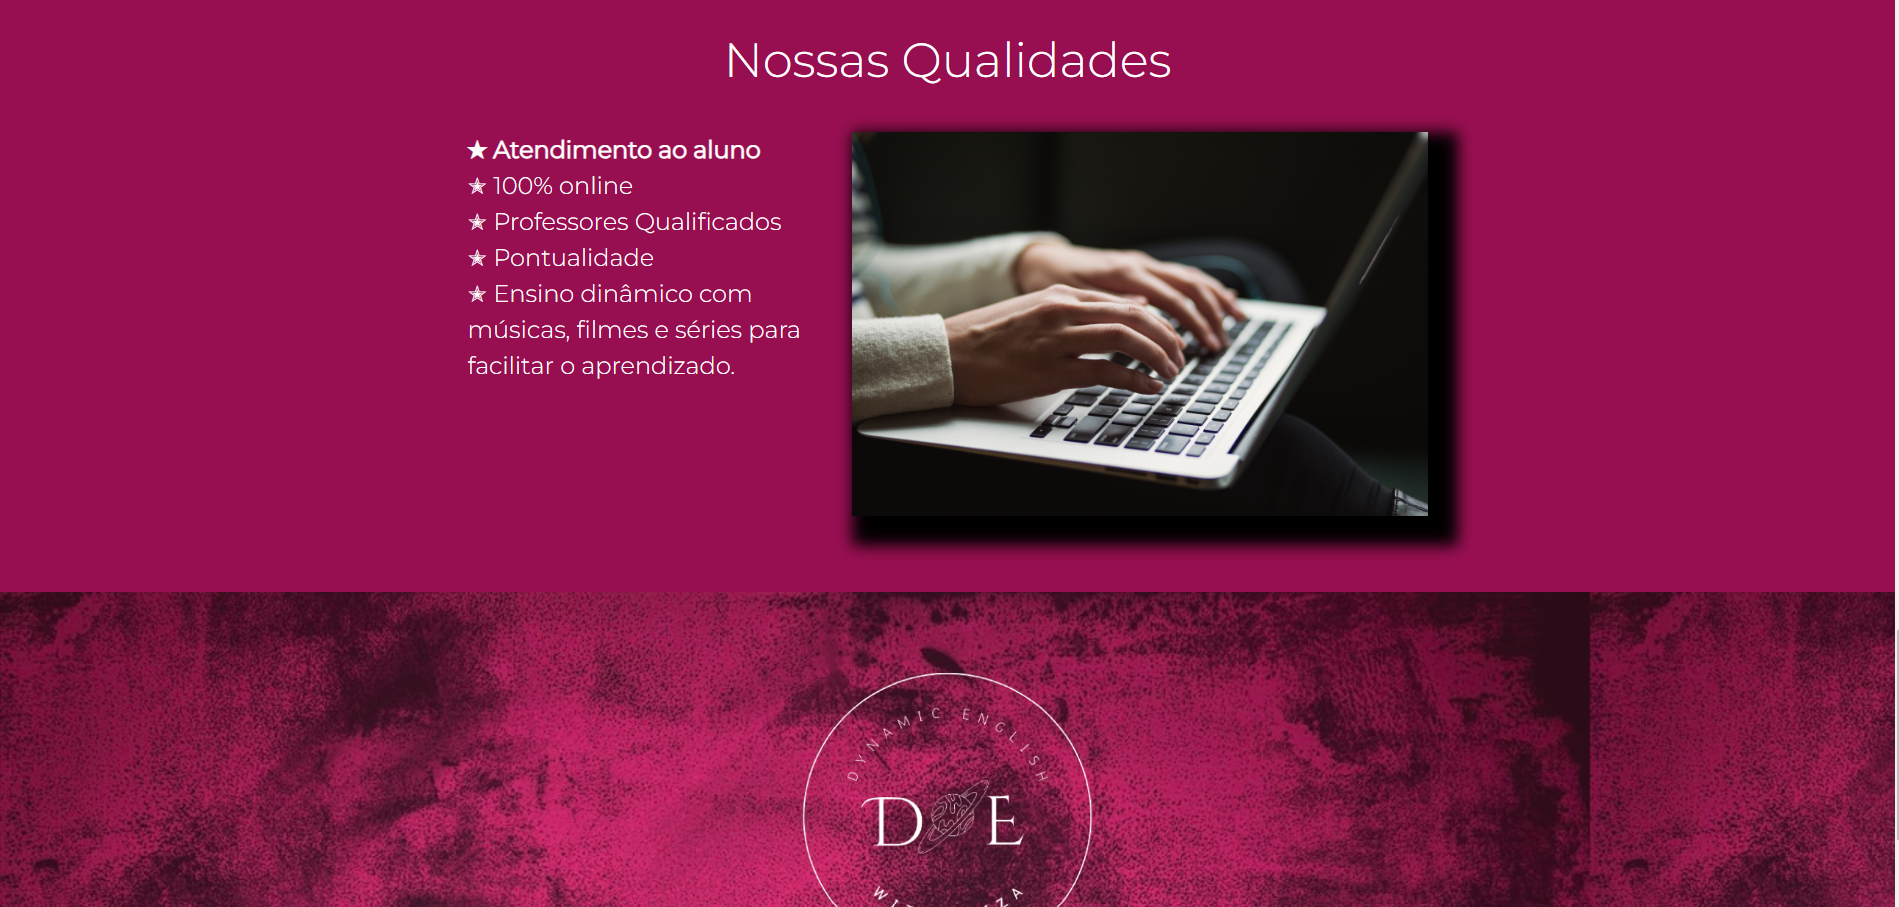 Nossas Qualidades
★ Atendimento ao aluno
✯ 100% online
✯ Professores Qualificados
✯ Pontualidade
✯ Ensino dinâmico com
músicas, filmes e séries para
facilitar o aprendizado.
DYNAMIC ENGLISH
D E